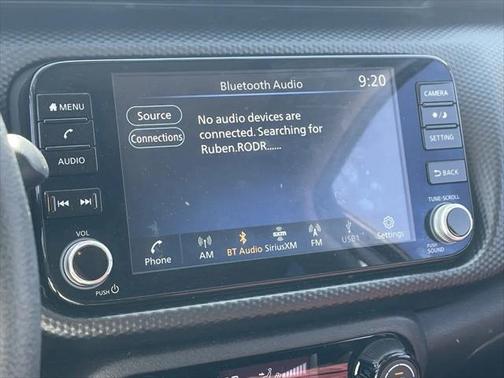 Bluetooth Audio
9:20
MENU
CAMERA
Source
No audio devices are
connected. Searching for
Ruben.RODR......
Connections
SETTING
AUDIO
BACK
TUNE-SCROLL
VOL
Phone
AM
BT Audio
SiriusXM
FM
USB1
Settings
PUSH
PUSH
SOUND